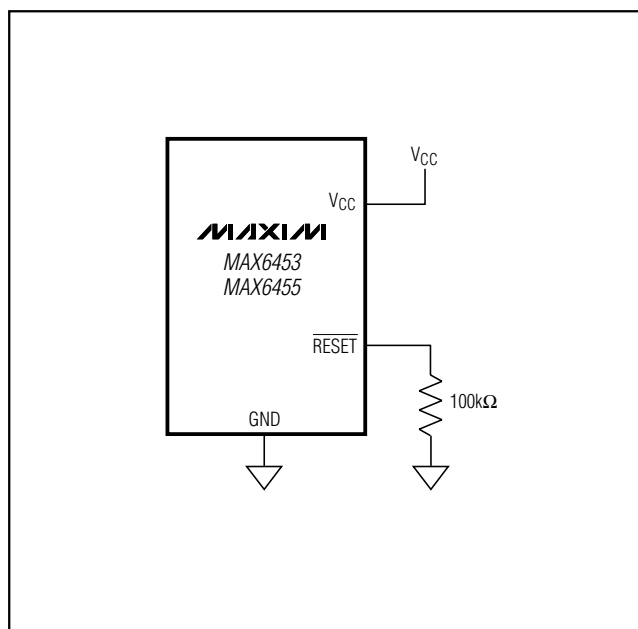 VCC
VCC
MAXIM
MAX6453
MAX6455
RESET
100kΩ
GND